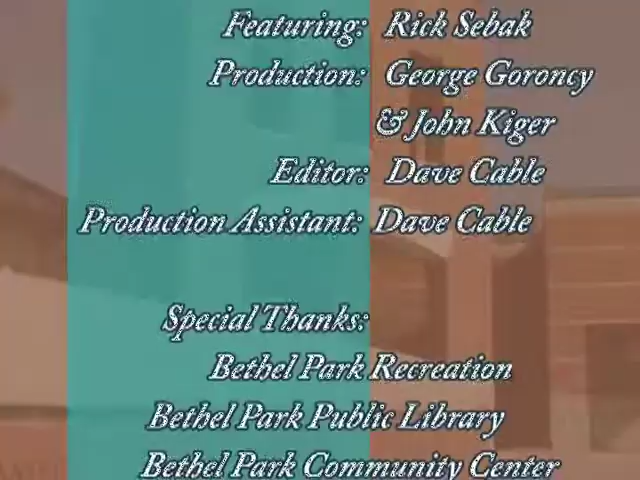 Featuring: Rick Sebak
Production: George Goroncy
& John Kiger
Editor: Dave Cable
Production Assistant: Dave Cable
Special Thanks:
Bethel Park Recreation
Bethel Park Public Library
Bethel Park Community Center